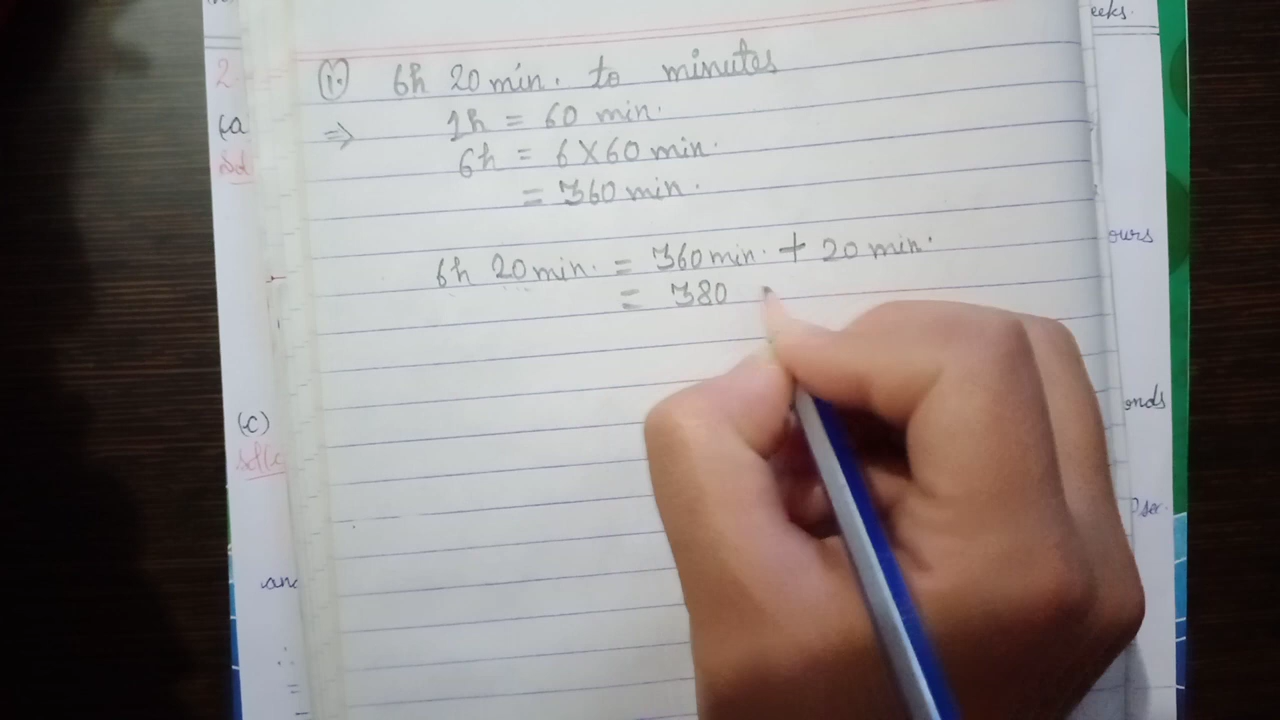 i. 6h 20 min. to minutes
⇒ 1h = 60 min.
6h = 6×60 min.
= 360 min.
6h 20 min. = 360 min. + 20 min.
= 380
2.
(a
(c)
eeks.
ours
onds